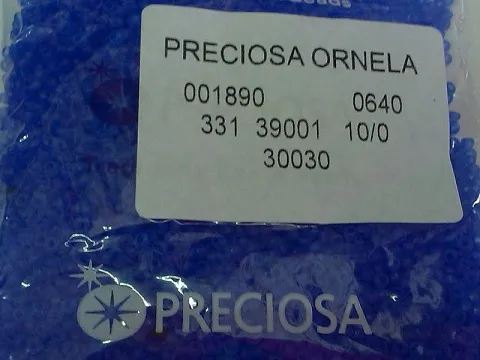 PRECIOSA ORNELA
001890 0640
331 39001 10/0
30030
PRECIOSA